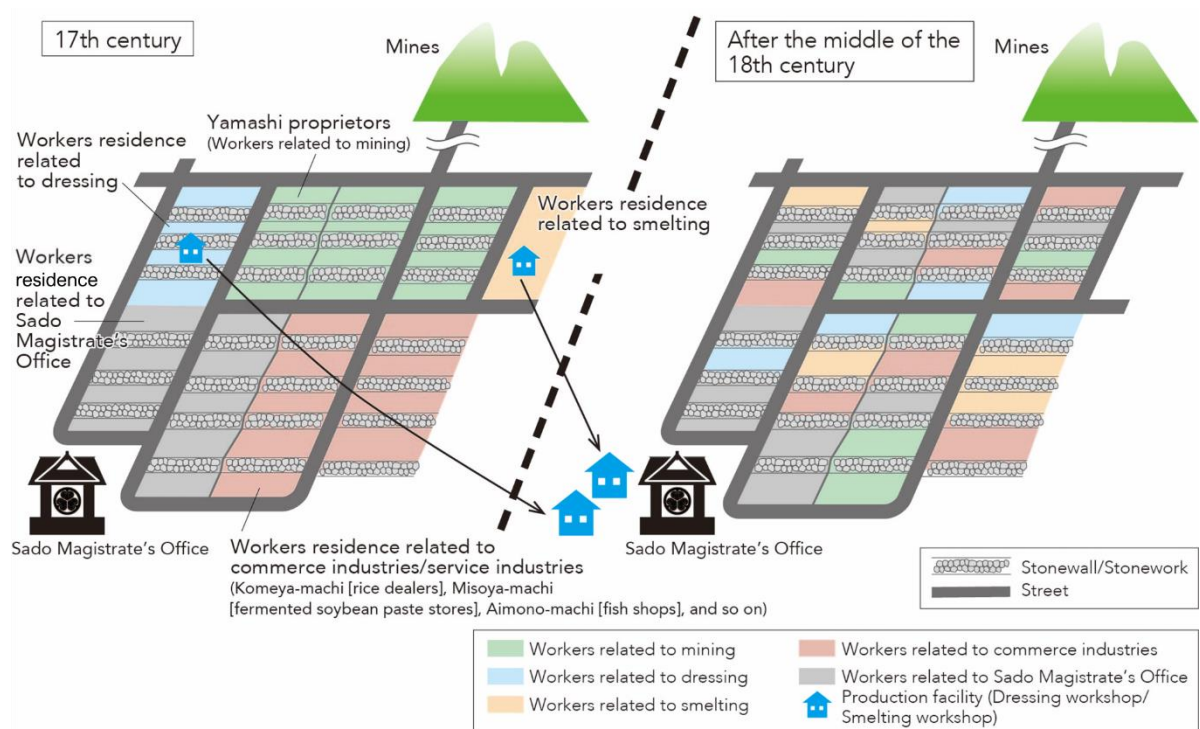 17th century
Mines
After the middle of the
18th century
Mines
Yamashi proprietors
(Workers related to mining)
Workers residence
related
to dressing
Workers residence
related to smelting
Workers
residence
related to
Sado
Magistrate's
Office
Sado Magistrate's Office
Sado Magistrate's Office
Workers residence related to
commerce industries/service industries
(Komeya-machi [rice dealers], Misoya-machi
[fermented soybean paste stores], Aimono-machi [fish shops], and so on)
Stonewall/Stonework
Street
Workers related to mining
Workers related to dressing
Workers related to smelting
Workers related to commerce industries
Workers related to Sado Magistrate's Office
Production facility (Dressing workshop/
Smelting workshop)